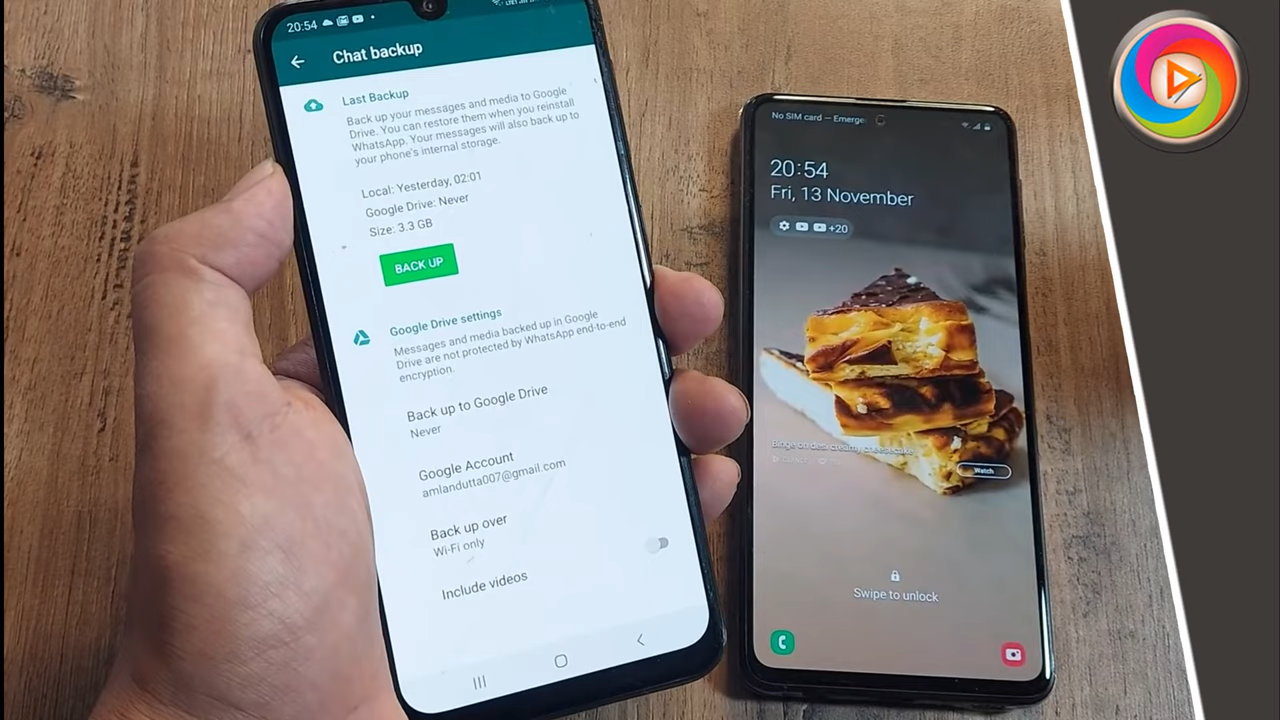 20:54
Chat backup
Last Backup
Back up your messages and media to Google
Drive. You can restore them when you reinstall
WhatsApp. Your messages will also back up to
your phone's internal storage.
Local: Yesterday, 02:01
Google Drive: Never
Size: 3.3 GB
BACK UP
Google Drive settings
Messages and media backed up in Google
Drive are not protected by WhatsApp end-to-end
encryption.
Back up to Google Drive
Never
Google Account
amlandutta007@gmail.com
Back up over
Wi-Fi only
Include videos
No SIM card — Emerge
20:54
Fri, 13 November
+20
Binge on desi creamy cheesecake
Watch
Swipe to unlock